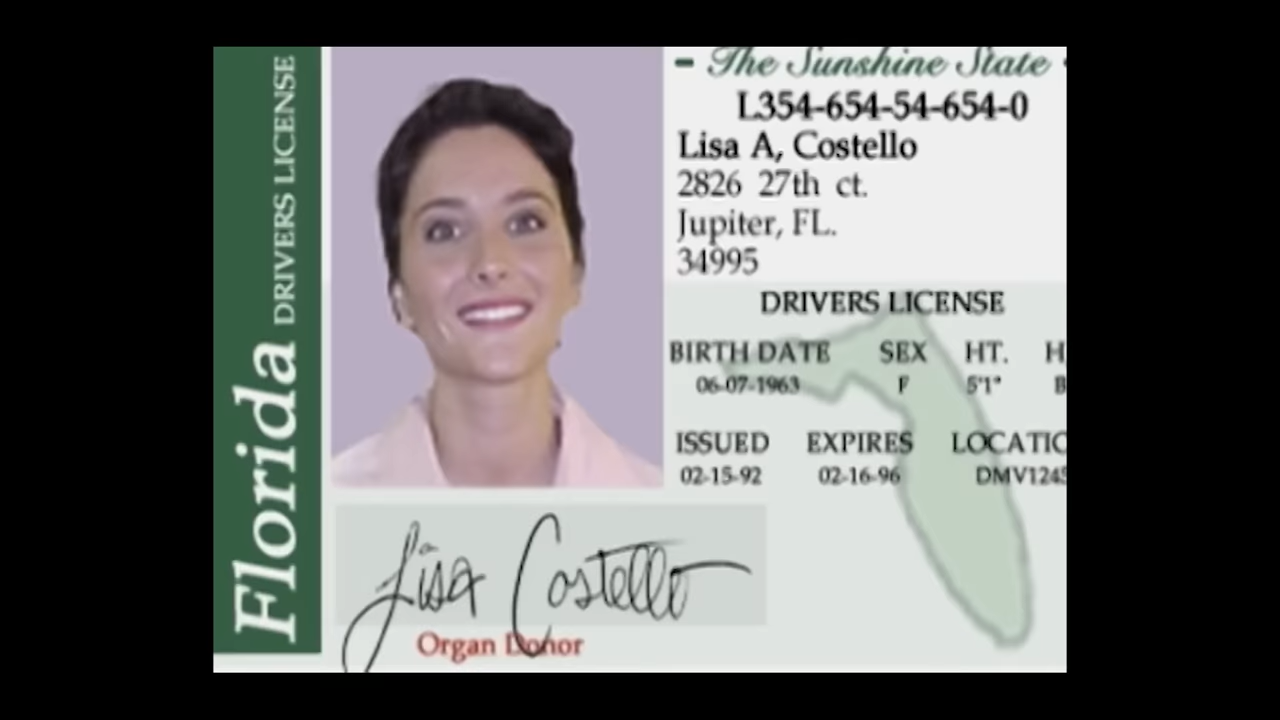 Florida DRIVERS LICENSE
- The Sunshine State -
L354-654-54-654-0
Lisa A, Costello
2826 27th ct.
Jupiter, FL.
34995
DRIVERS LICENSE
BIRTH DATE SEX HT. H
06-07-1963 F 5'1" B
ISSUED EXPIRES LOCATIO
02-15-92 02-16-96 DMV1245
Lisa Costello
Organ Donor